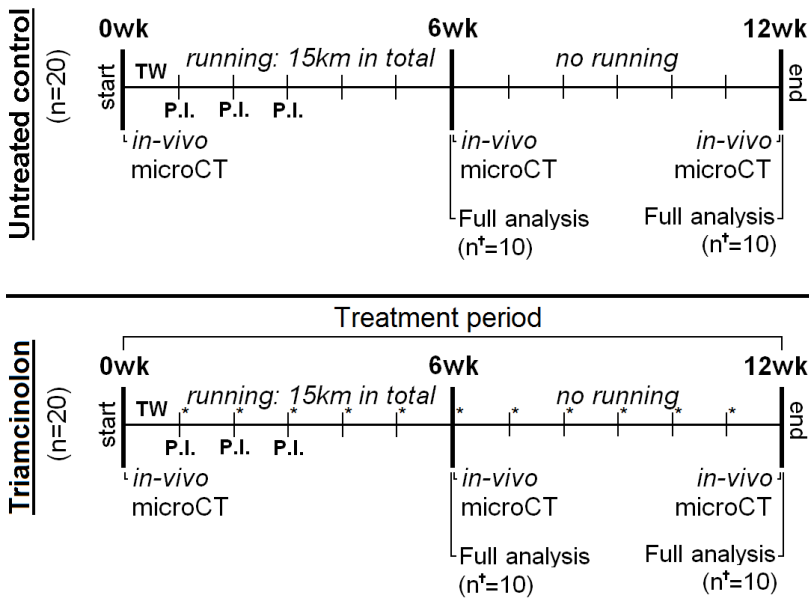 Untreated control
(n=20)
0wk
6wk
12wk
start
TW
running: 15km in total
no running
end
P.I.
P.I.
P.I.
in-vivo
microCT
in-vivo
microCT
in-vivo
microCT
Full analysis
(n†=10)
Full analysis
(n†=10)
Treatment period
Triamcinolon
(n=20)
0wk
6wk
12wk
start
TW
running: 15km in total
no running
end
* * * * * * * * * * *
P.I.
P.I.
P.I.
in-vivo
microCT
in-vivo
microCT
in-vivo
microCT
Full analysis
(n†=10)
Full analysis
(n†=10)